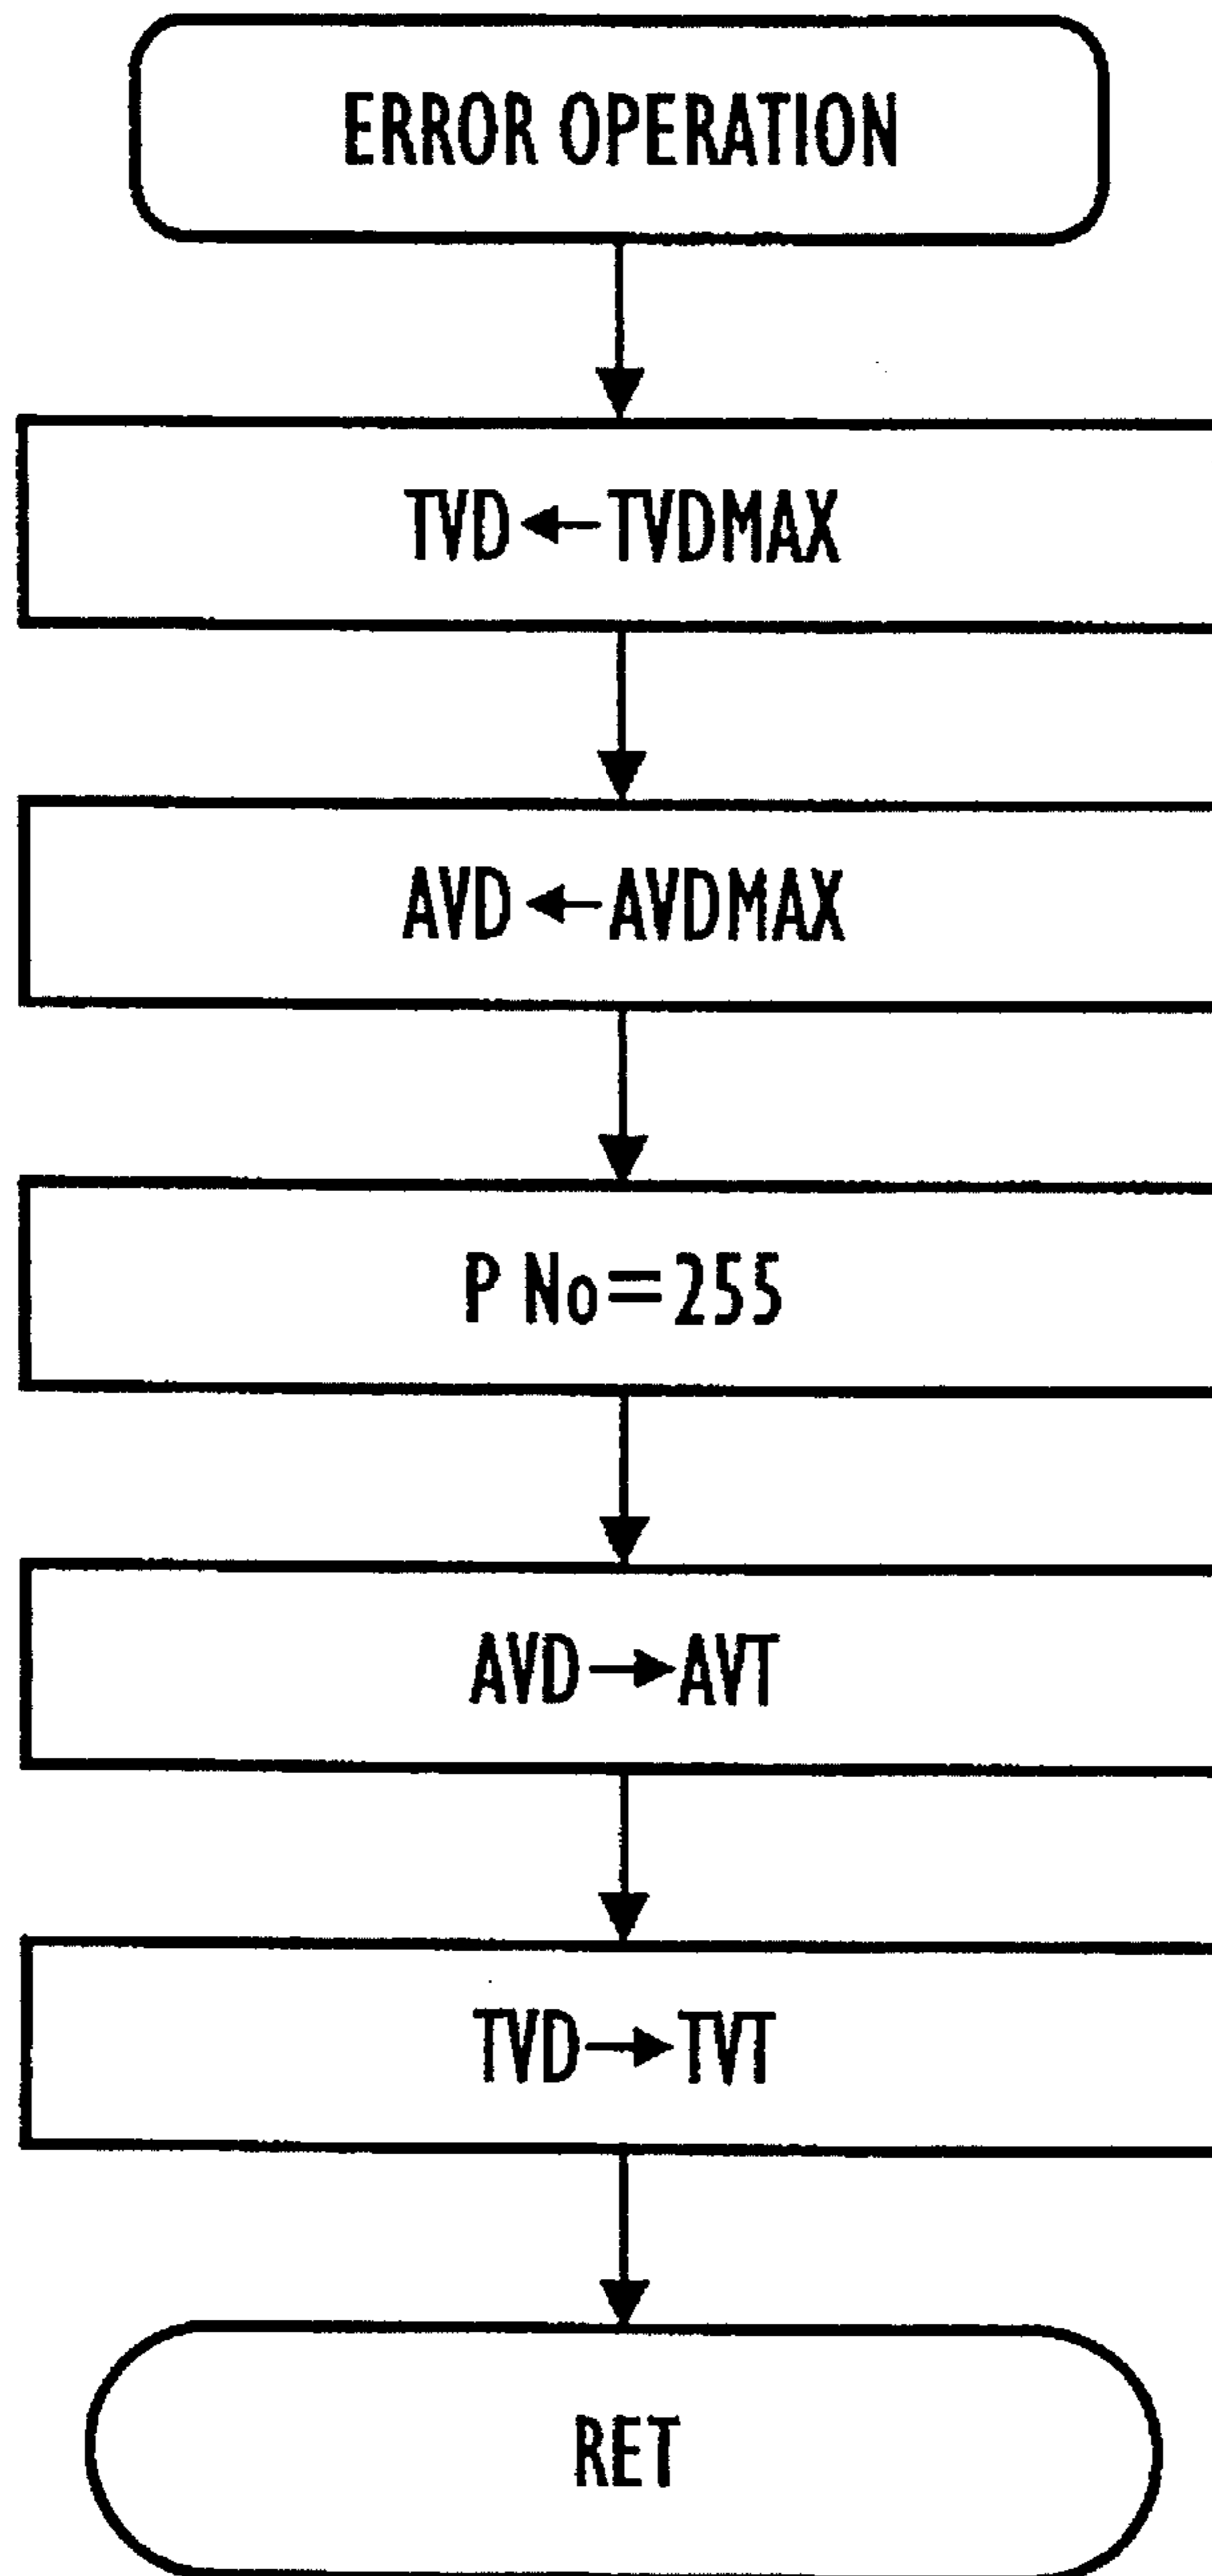 ERROR OPERATION
TVD←TVDMAX
AVD←AVDMAX
P No=255
AVD→AVT
TVD→TVT
RET